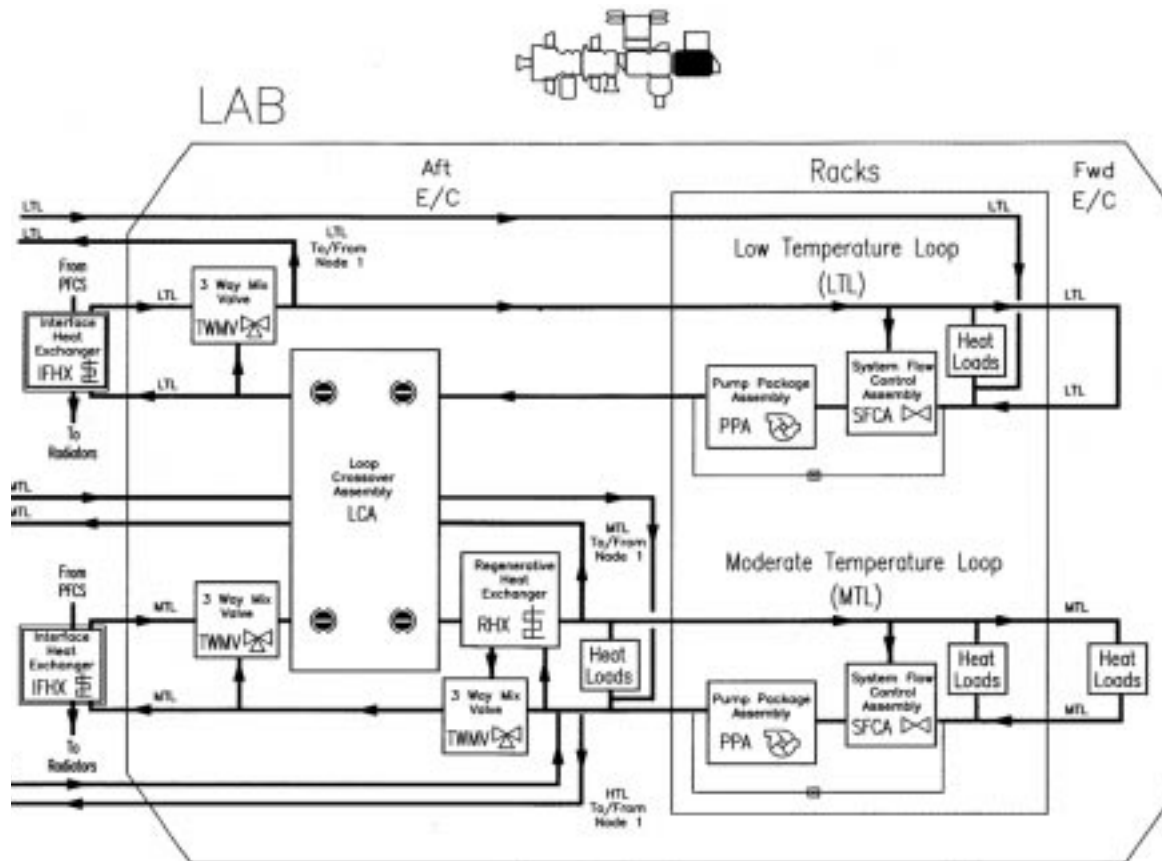 LAB
Aft
E/C
Racks
Fwd
E/C
LTL
LTL
LTL
To/From
Node 1
LTL
Low Temperature Loop
(LTL)
From
PFCS
LTL
3 Way Mix
Valve
TWMV
LTL
Interface
Heat
Exchanger
IFHX
LTL
To
Radiators
Heat
Loads
Pump Package
Assembly
PPA
System Flow
Control
Assembly
SFCA
LTL
Loop
Crossover
Assembly
LCA
MTL
MTL
MTL
To/From
Node 1
From
PFCS
MTL
3 Way Mix
Valve
TWMV
Regenerative
Heat
Exchanger
RHX
Moderate Temperature Loop
(MTL)
MTL
Interface
Heat
Exchanger
IFHX
MTL
To
Radiators
3 Way Mix
Valve
TWMV
Heat
Loads
Pump Package
Assembly
PPA
System Flow
Control
Assembly
SFCA
Heat
Loads
Heat
Loads
MTL
HTL
To/From
Node 1